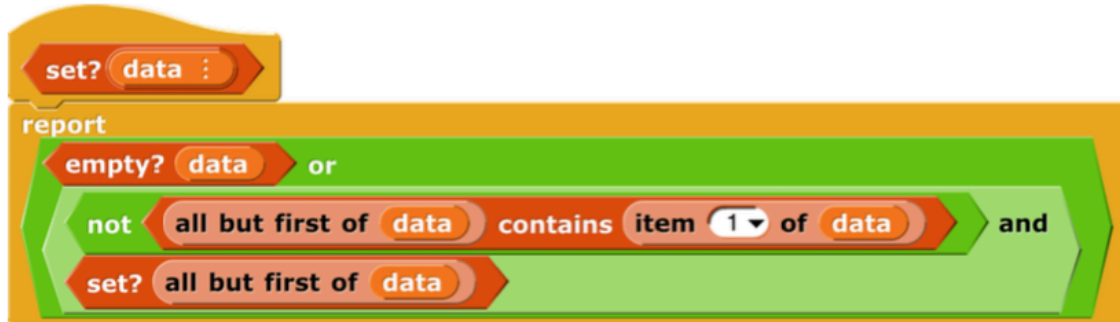 set? data ⋮
report
empty? data or
not all but first of data contains item 1 of data and
set? all but first of data